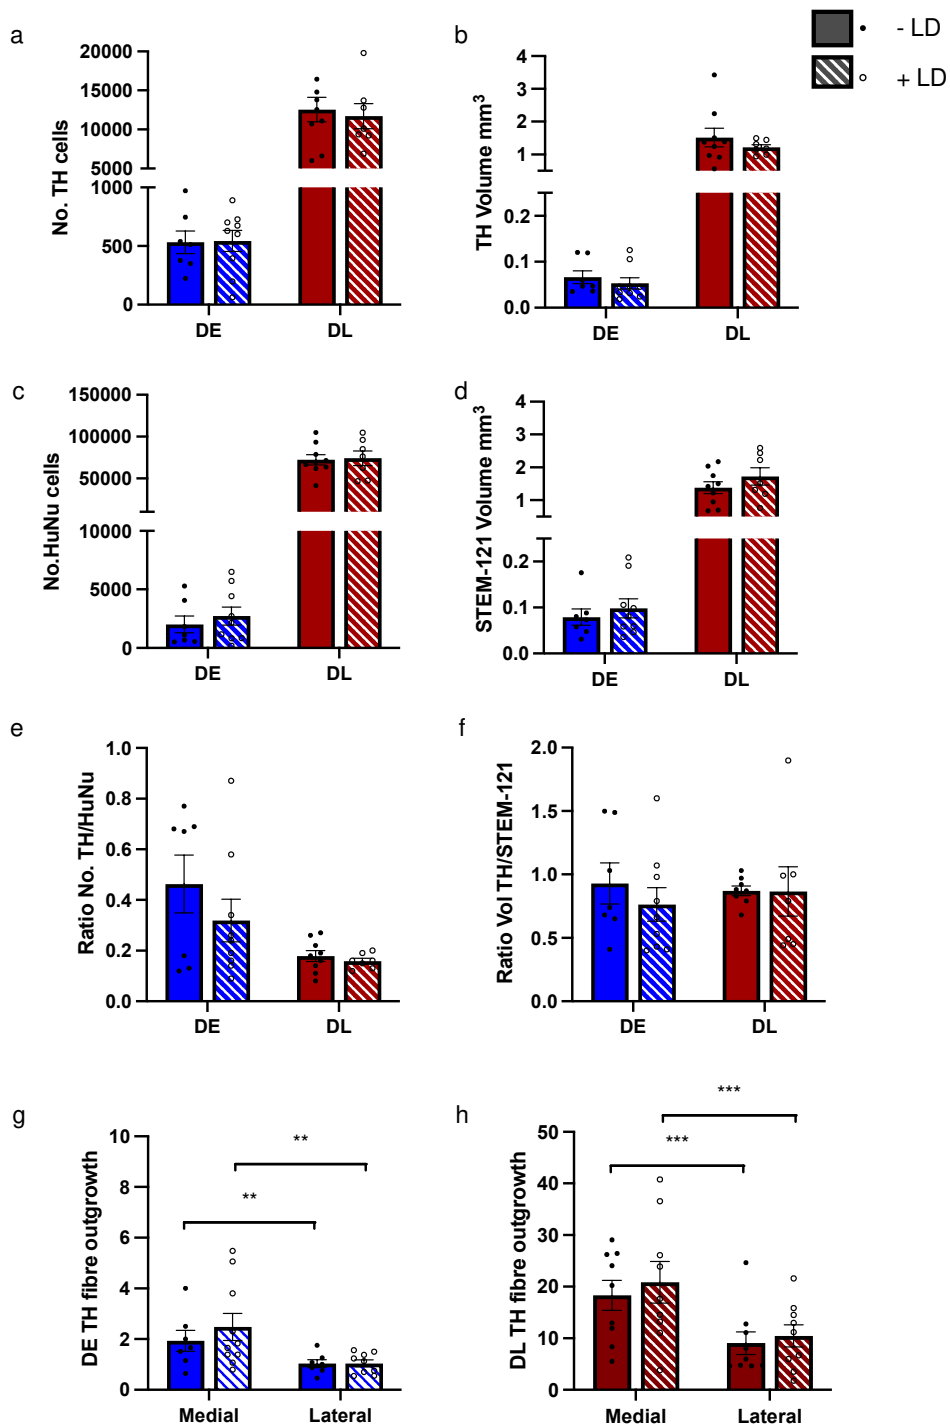 - LD
+ LD
a
No. TH cells
20000
15000
10000
5000
1000
500
0
DE
DL
b
TH Volume mm³
4
3
2
1
0.2
0.1
0.0
DE
DL
c
No.HuNu cells
150000
100000
50000
10000
5000
0
DE
DL
d
STEM-121 Volume mm³
4
3
2
1
0.2
0.1
0.0
DE
DL
e
Ratio No. TH/HuNu
1.0
0.8
0.6
0.4
0.2
0.0
DE
DL
f
Ratio Vol TH/STEM-121
2.0
1.5
1.0
0.5
0.0
DE
DL
g
DE TH fibre outgrowth
10
8
6
4
2
0
**
**
Medial
Lateral
h
DL TH fibre outgrowth
50
40
30
20
10
0
***
***
Medial
Lateral